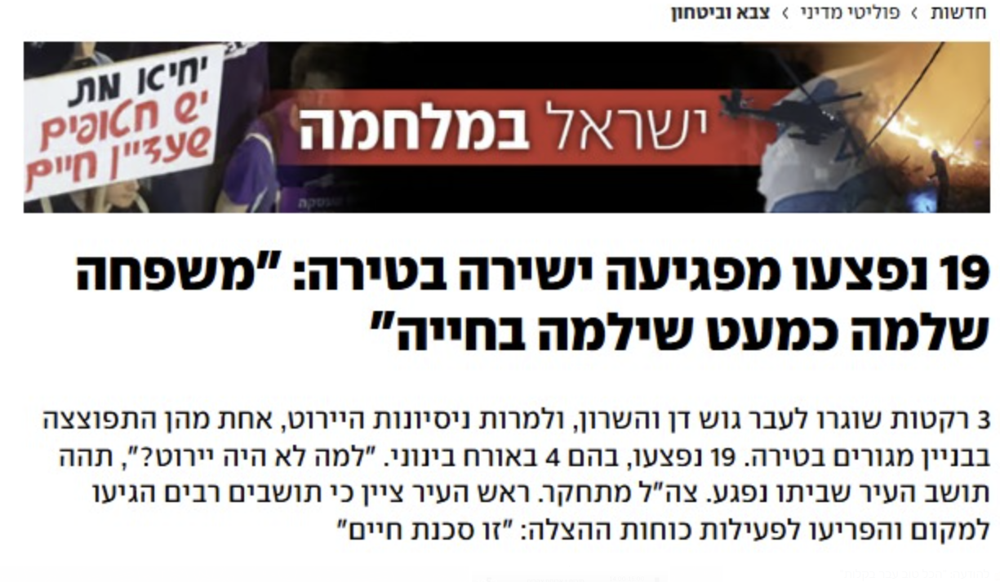 חדשות › פוליטי מדיני › צבא וביטחון
יחיאו מת
יש חטופים
שעדיין חיים
ישראל במלחמה
19 נפצעו מפגיעה ישירה בטירה: "משפחה
שלמה כמעט שילמה בחייה"
3 רקטות שוגרו לעבר גוש דן והשרון, ולמרות ניסיונות היירוט, אחת מהן התפוצצה
בבניין מגורים בטירה. 19 נפצעו, בהם 4 באורח בינוני. "למה לא היה יירוט?", תהה
תושב העיר שביתו נפגע. צה"ל מתחקר. ראש העיר ציין כי תושבים רבים הגיעו
למקום והפריעו לפעילות כוחות ההצלה: "זו סכנת חיים"